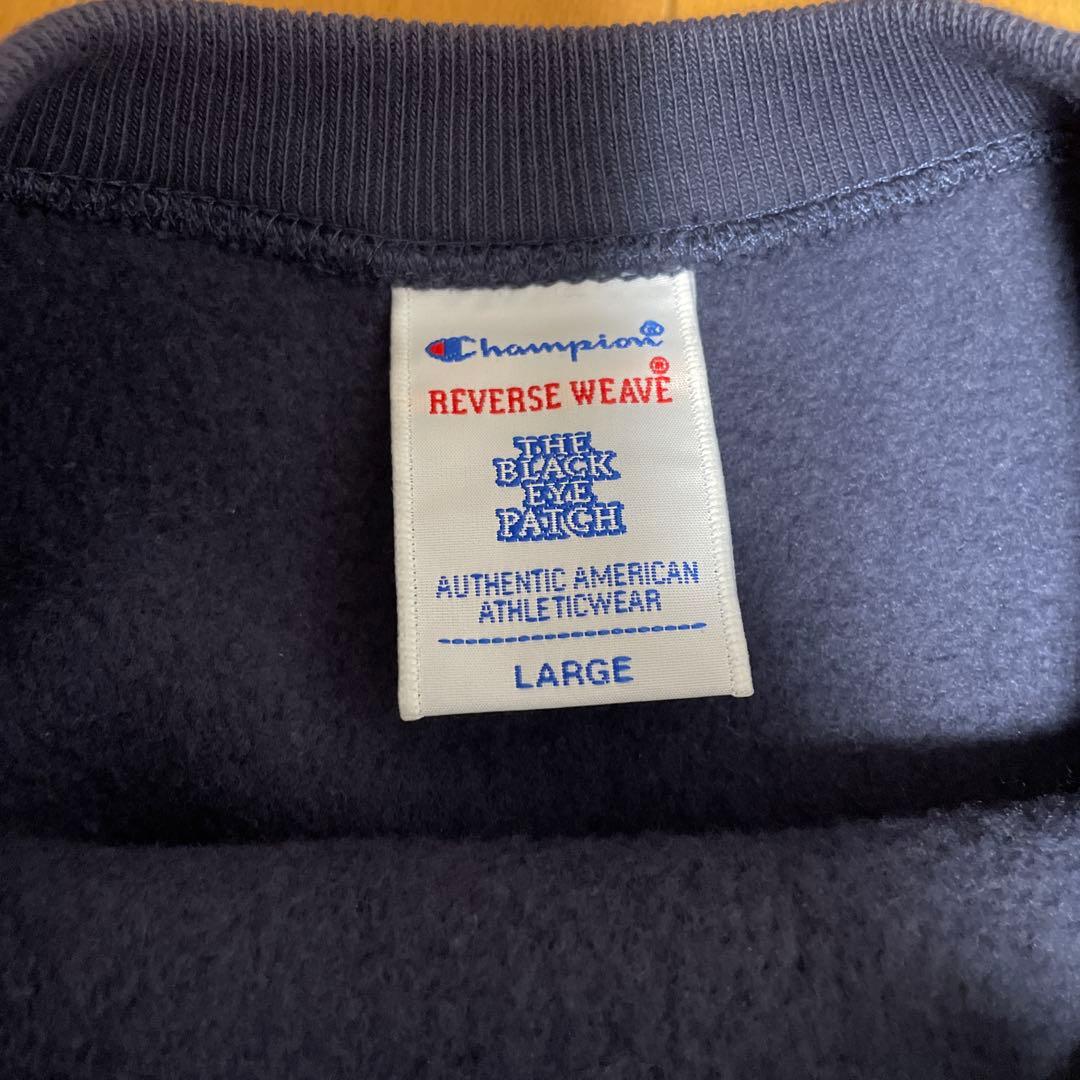 Champion®
REVERSE WEAVE®
THE
BLACK
EYE
PATCH
AUTHENTIC AMERICAN
ATHLETICWEAR
LARGE